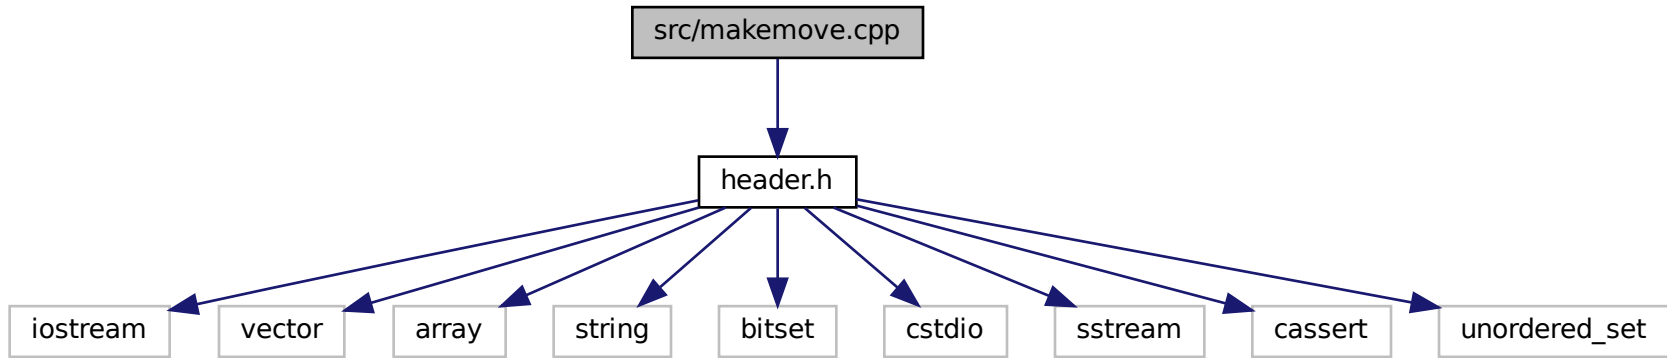 src/makemove.cpp
header.h
iostream
vector
array
string
bitset
cstdio
sstream
cassert
unordered_set